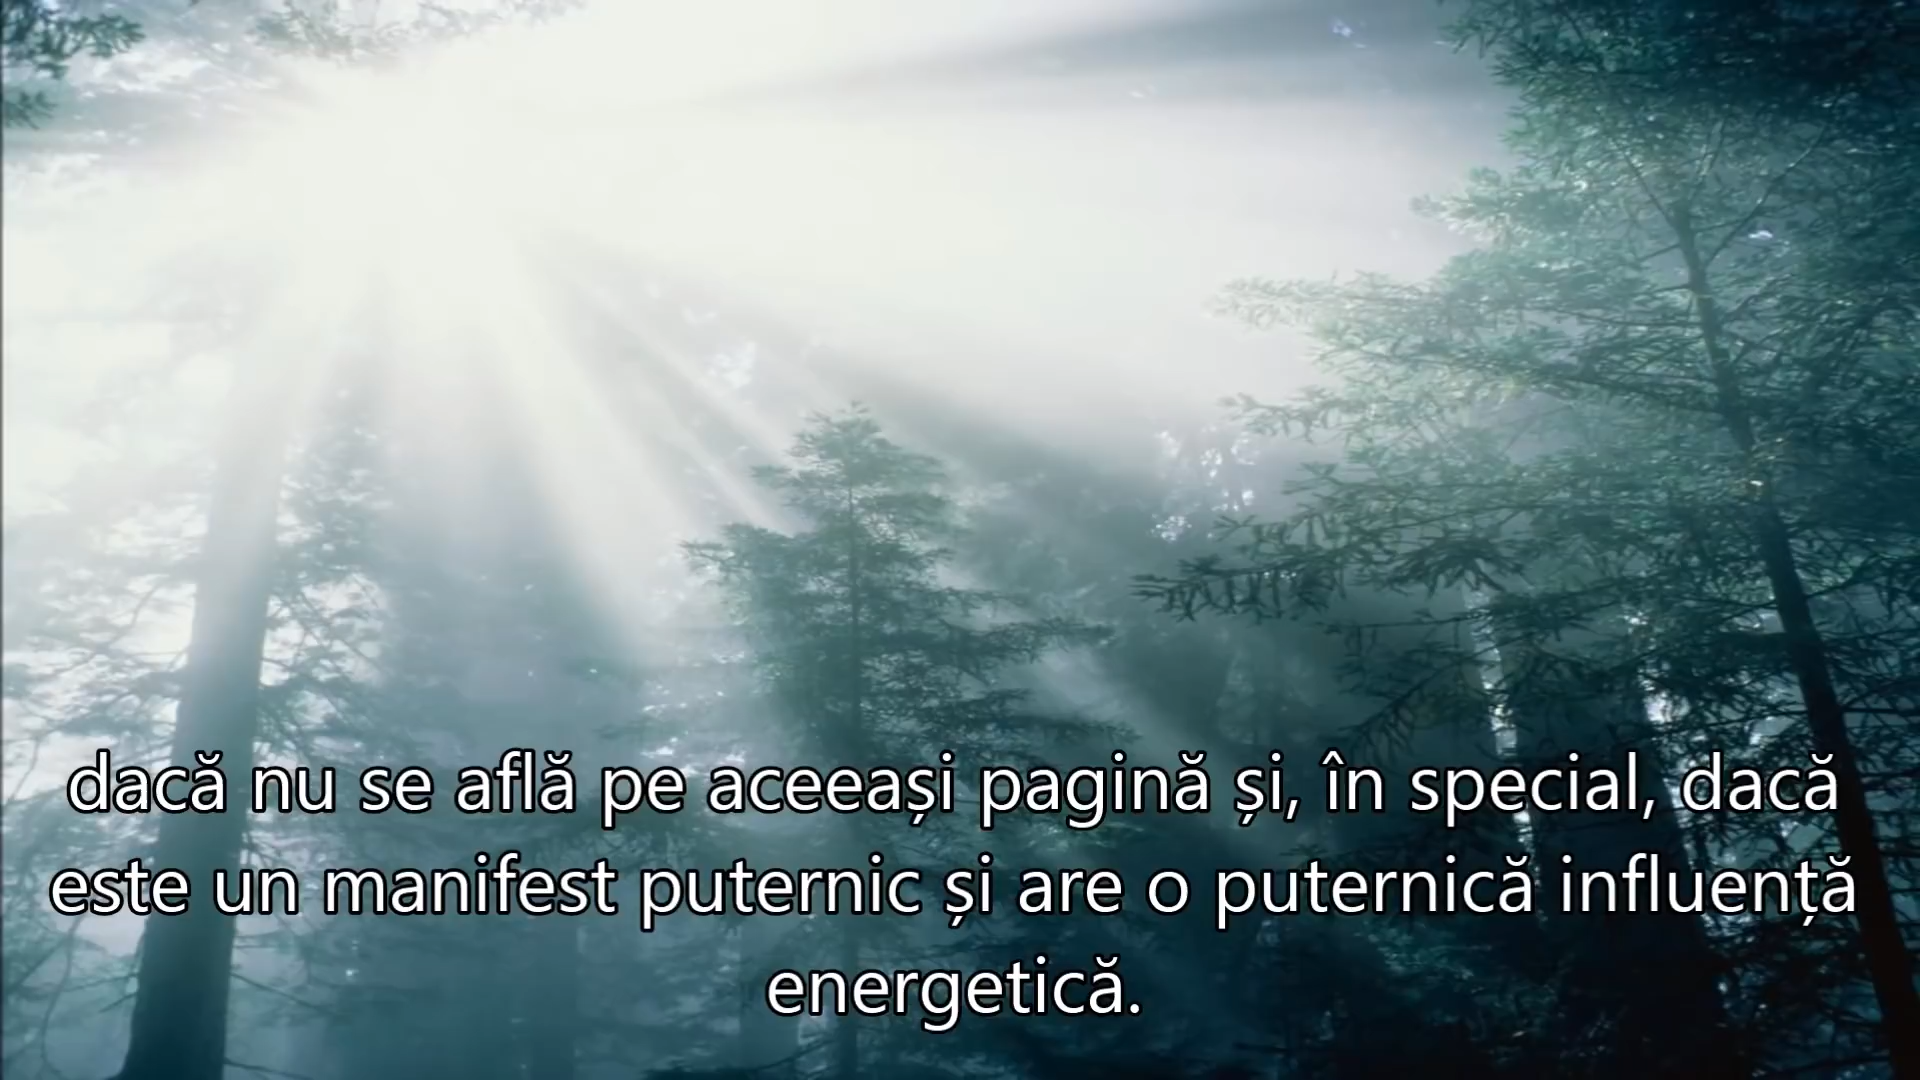 dacă nu se află pe aceeași pagină și, în special, dacă
este un manifest puternic și are o puternică influență
energetică.